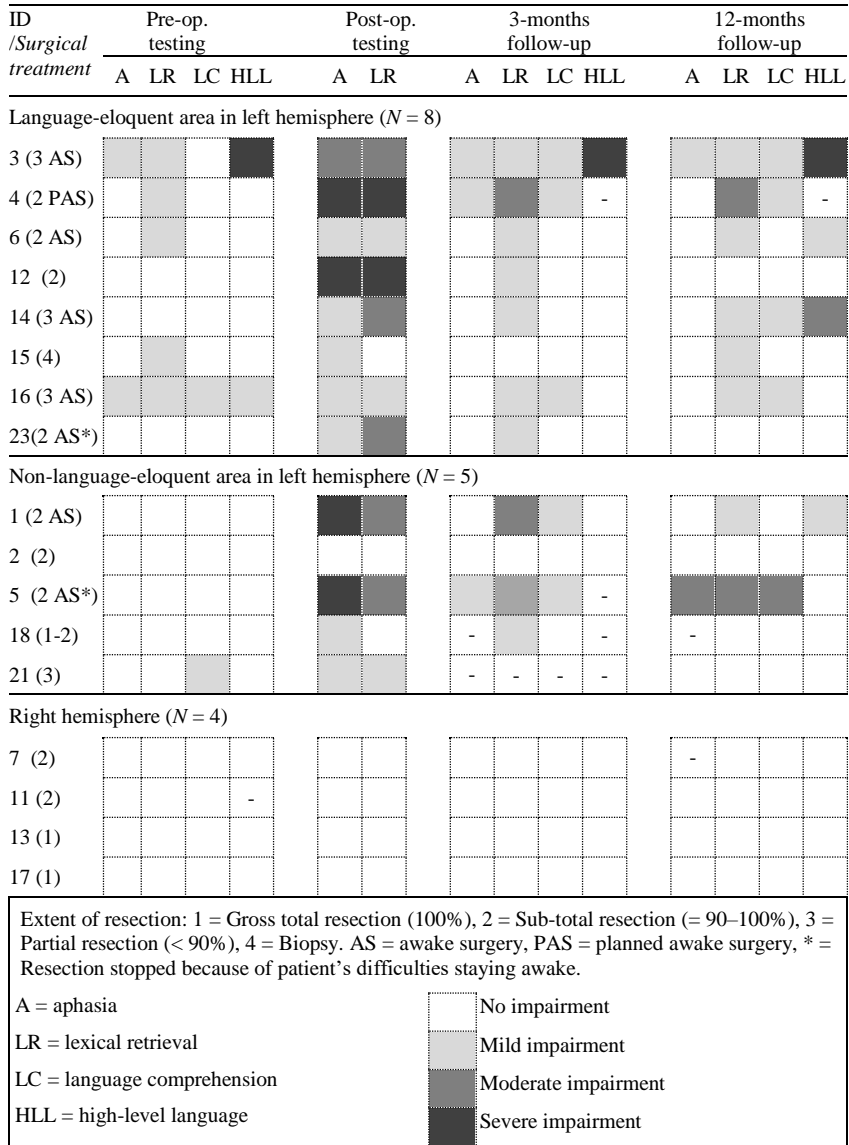 ID Pre-op. Post-op. 3-months 12-months
/Surgical testing testing follow-up follow-up
treatment A LR LC HLL A LR A LR LC HLL A LR LC HLL
Language-eloquent area in left hemisphere (N = 8)
3 (3 AS)
4 (2 PAS) - -
6 (2 AS)
12 (2)
14 (3 AS)
15 (4)
16 (3 AS)
23(2 AS*)
Non-language-eloquent area in left hemisphere (N = 5)
1 (2 AS)
2 (2)
5 (2 AS*) -
18 (1-2) - - -
21 (3) - - - -
Right hemisphere (N = 4)
7 (2) -
11 (2) -
13 (1)
17 (1)
Extent of resection: 1 = Gross total resection (100%), 2 = Sub-total resection (= 90–100%), 3 =
Partial resection (< 90%), 4 = Biopsy. AS = awake surgery, PAS = planned awake surgery, * =
Resection stopped because of patient's difficulties staying awake.
A = aphasia No impairment
LR = lexical retrieval Mild impairment
LC = language comprehension Moderate impairment
HLL = high-level language Severe impairment